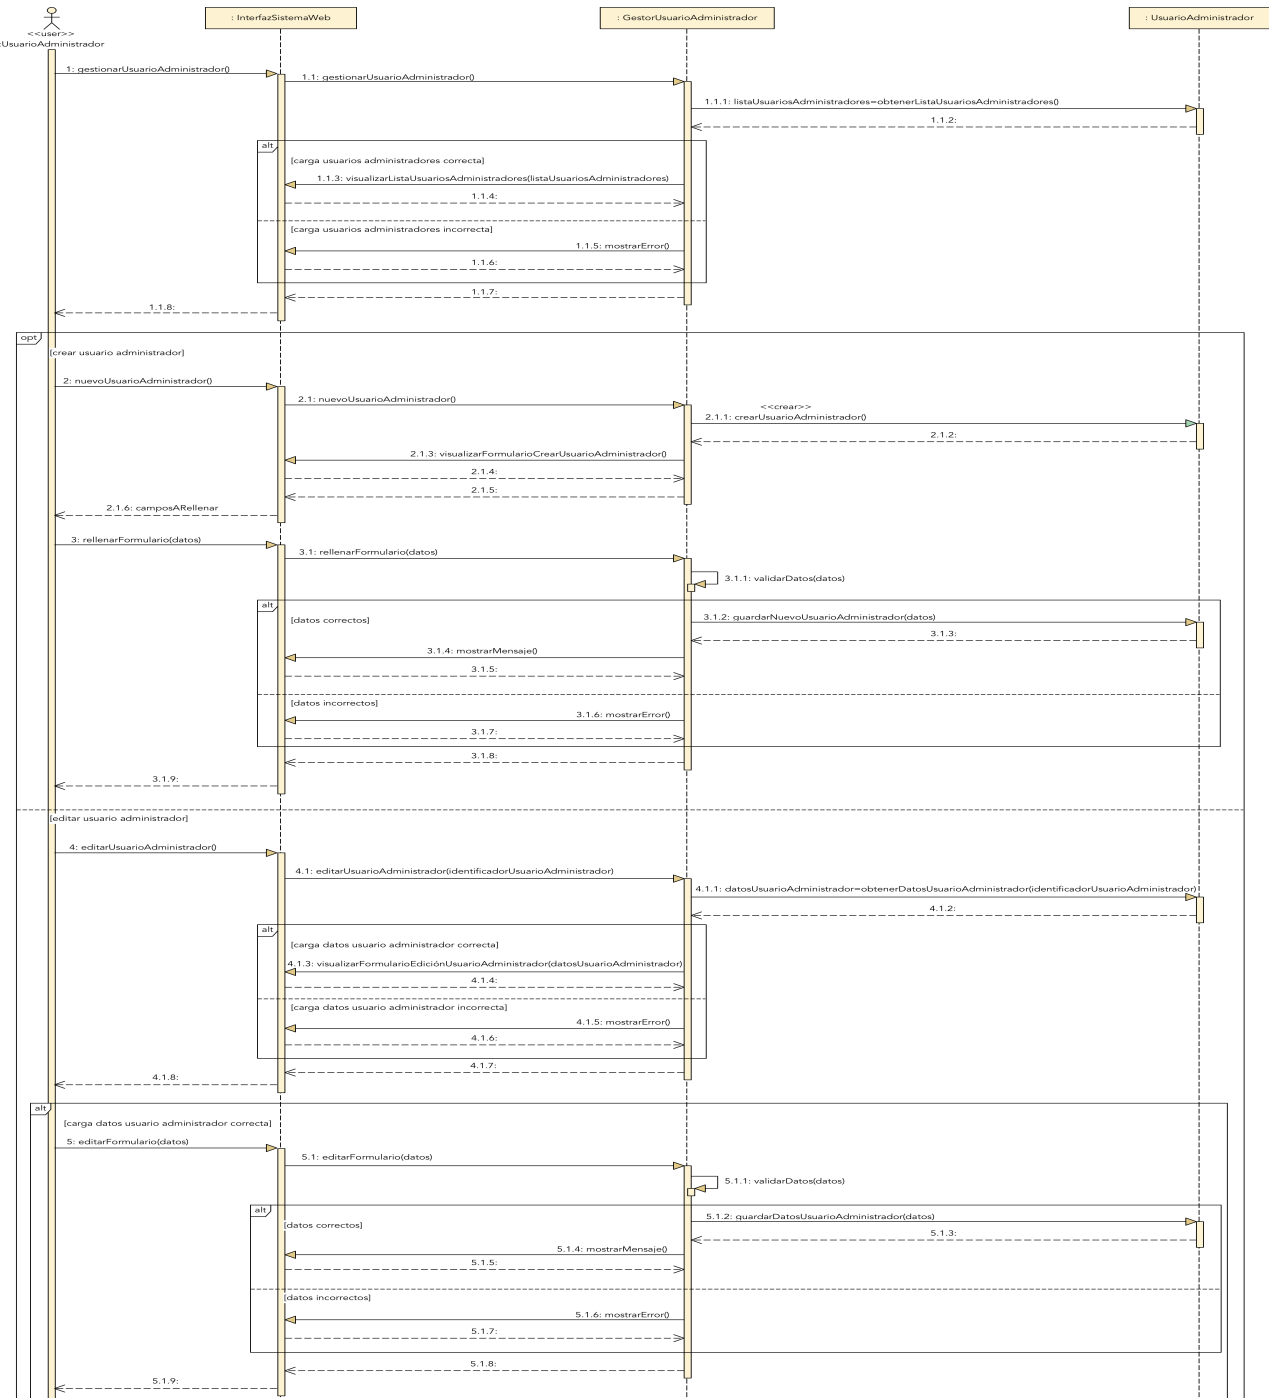 : InterfazSistemaWeb
: GestorUsuarioAdministrador
: UsuarioAdministrador
<<user>>
:UsuarioAdministrador
1: gestionarUsuarioAdministrador()
1.1: gestionarUsuarioAdministrador()
1.1.1: listaUsuariosAdministradores=obtenerListaUsuariosAdministradores()
1.1.2:
alt
[carga usuarios administradores correcta]
1.1.3: visualizarListaUsuariosAdministradores(listaUsuariosAdministradores)
1.1.4:
[carga usuarios administradores incorrecta]
1.1.5: mostrarError()
1.1.6:
1.1.7:
1.1.8:
opt
[crear usuario administrador]
2: nuevoUsuarioAdministrador()
2.1: nuevoUsuarioAdministrador()
<<crear>>
2.1.1: crearUsuarioAdministrador()
2.1.2:
2.1.3: visualizarFormularioCrearUsuarioAdministrador()
2.1.4:
2.1.5:
2.1.6: camposARellenar
3: rellenarFormulario(datos)
3.1: rellenarFormulario(datos)
3.1.1: validarDatos(datos)
alt
[datos correctos]
3.1.2: guardarNuevoUsuarioAdministrador(datos)
3.1.3:
3.1.4: mostrarMensaje()
3.1.5:
[datos incorrectos]
3.1.6: mostrarError()
3.1.7:
3.1.8:
3.1.9:
[editar usuario administrador]
4: editarUsuarioAdministrador()
4.1: editarUsuarioAdministrador(identificadorUsuarioAdministrador)
4.1.1: datosUsuarioAdministrador=obtenerDatosUsuarioAdministrador(identificadorUsuarioAdministrador)
4.1.2:
alt
[carga datos usuario administrador correcta]
4.1.3: visualizarFormularioEdiciónUsuarioAdministrador(datosUsuarioAdministrador)
4.1.4:
[carga datos usuario administrador incorrecta]
4.1.5: mostrarError()
4.1.6:
4.1.7:
4.1.8:
alt
[carga datos usuario administrador correcta]
5: editarFormulario(datos)
5.1: editarFormulario(datos)
5.1.1: validarDatos(datos)
alt
[datos correctos]
5.1.2: guardarDatosUsuarioAdministrador(datos)
5.1.3:
5.1.4: mostrarMensaje()
5.1.5:
[datos incorrectos]
5.1.6: mostrarError()
5.1.7:
5.1.8:
5.1.9: